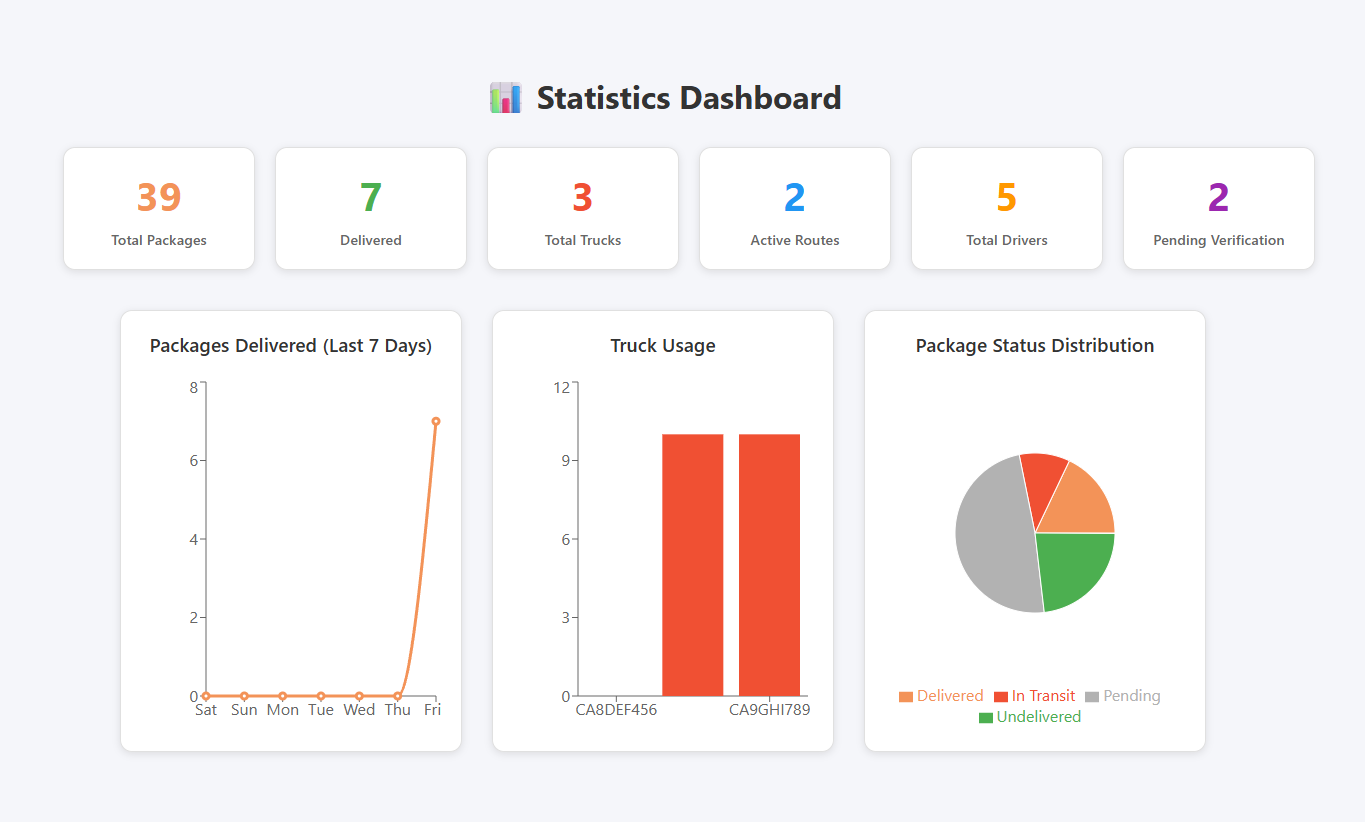 📊 Statistics Dashboard
39
Total Packages
7
Delivered
3
Total Trucks
2
Active Routes
5
Total Drivers
2
Pending Verification
Packages Delivered (Last 7 Days)
8
6
4
2
0
Sat Sun Mon Tue Wed Thu Fri
Truck Usage
12
9
6
3
0
CA8DEF456 CA9GHI789
Package Status Distribution
Delivered In Transit Pending
Undelivered